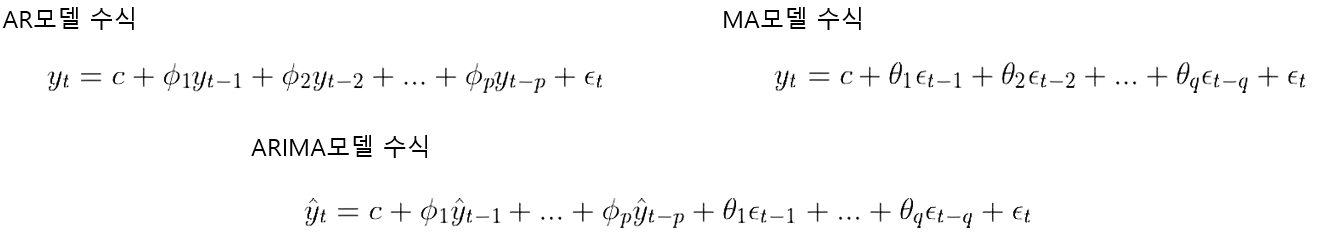 AR모델 수식
y_t = c + ϕ_1y_{t−1} + ϕ_2y_{t−2} + ... + ϕ_py_{t−p} + ϵ_t
MA모델 수식
y_t = c + θ_1ϵ_{t−1} + θ_2ϵ_{t−2} + ... + θ_qϵ_{t−q} + ϵ_t
ARIMA모델 수식
ŷ_t = c + ϕ_1ŷ_{t−1} + ... + ϕ_pŷ_{t−p} + θ_1ϵ_{t−1} + ... + θ_qϵ_{t−q} + ϵ_t